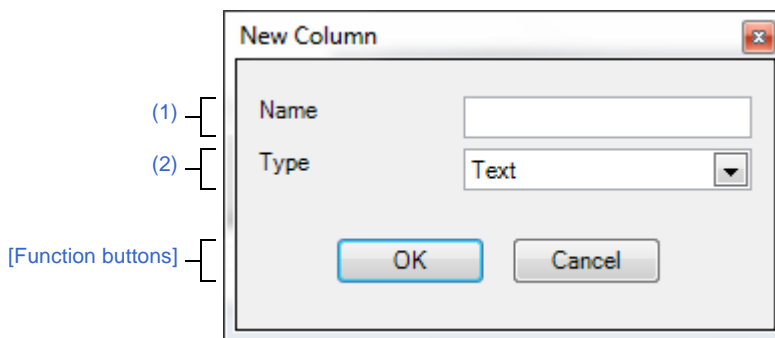 New Column
(1) Name
(2) Type Text
[Function buttons] OK Cancel